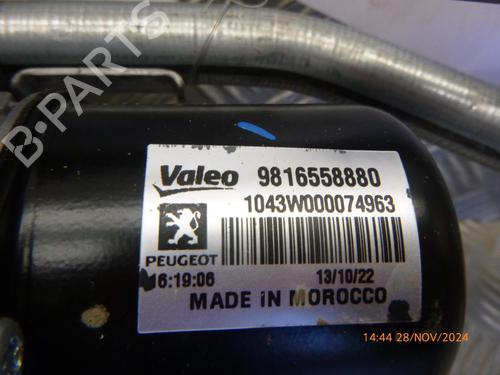 Valeo 9816558880
1043W000074963
PEUGEOT
16:19:06 13/10/22
MADE IN MOROCCO
B-PARTS
14:44 28/NOV/2024